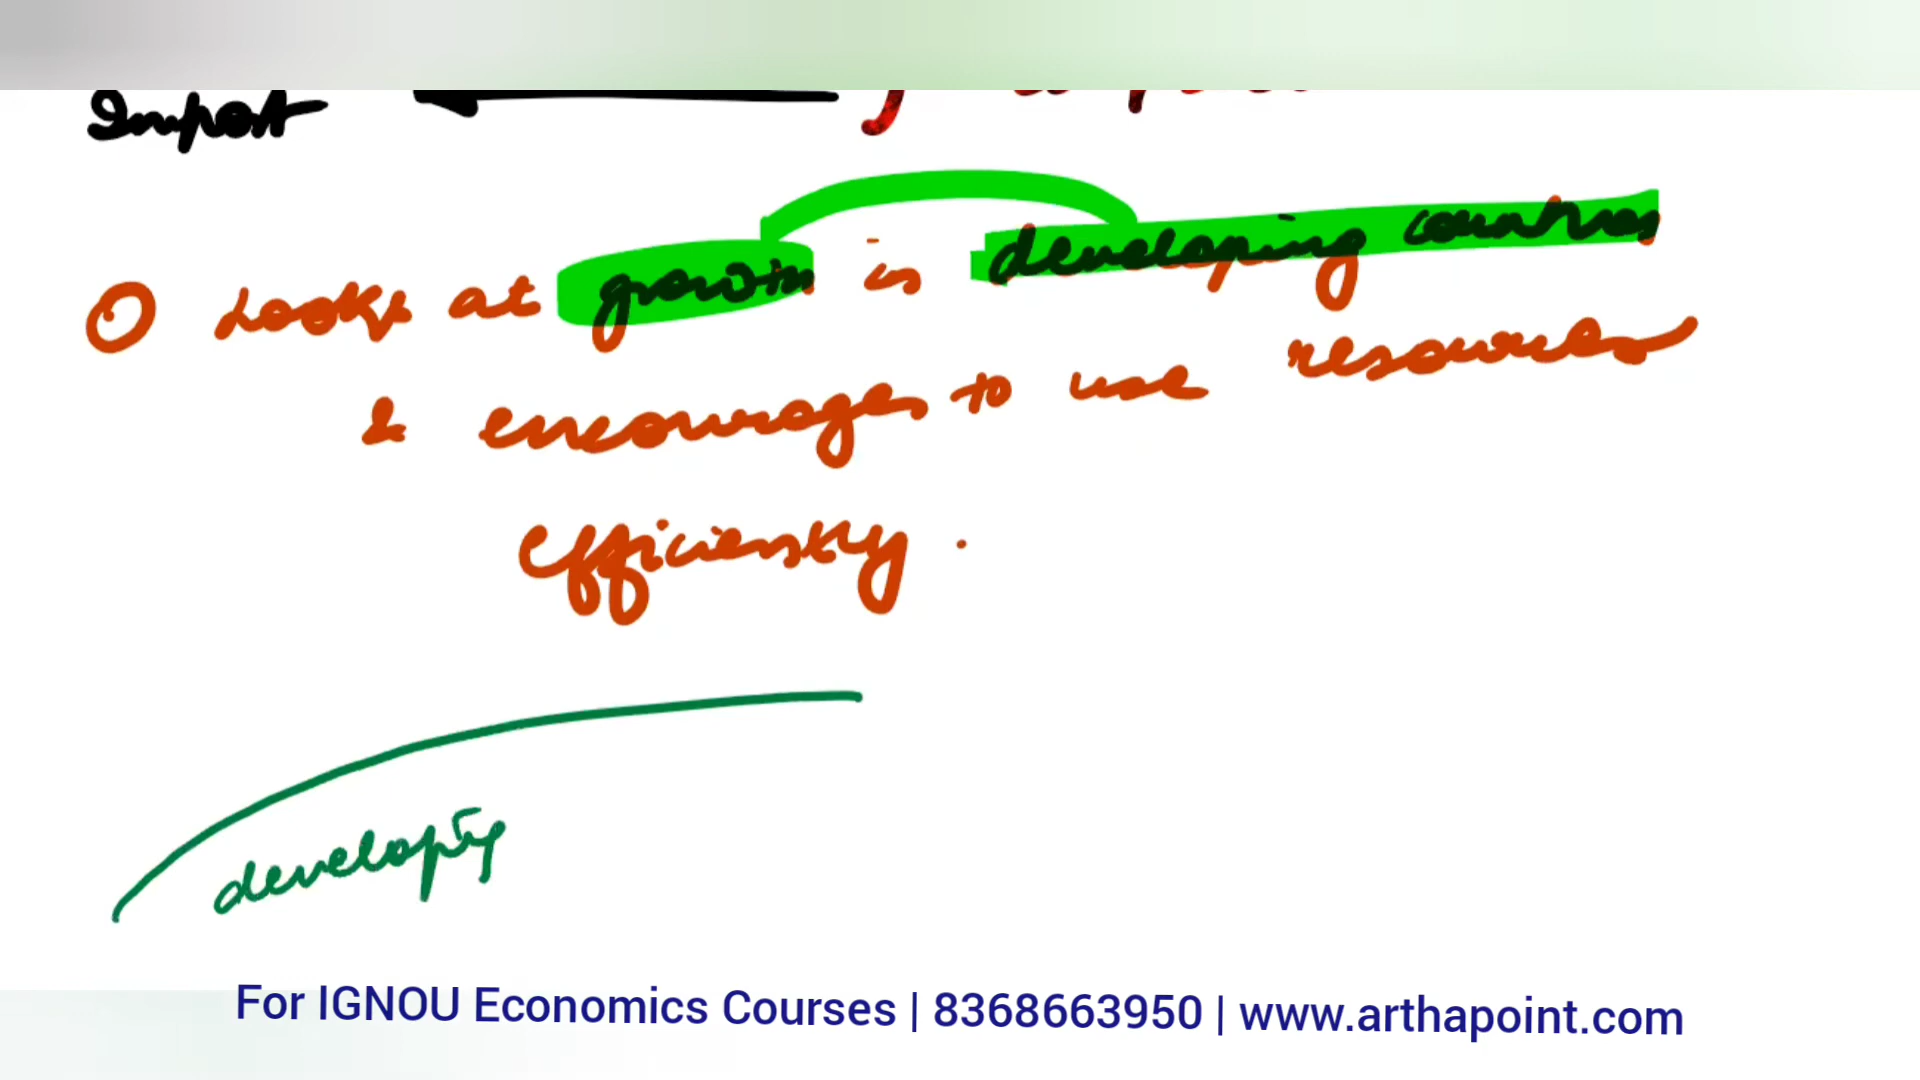 Import
Looks at growth in developing countries
& encourages to use resources
efficiently.
developing
For IGNOU Economics Courses | 8368663950 | www.arthapoint.com